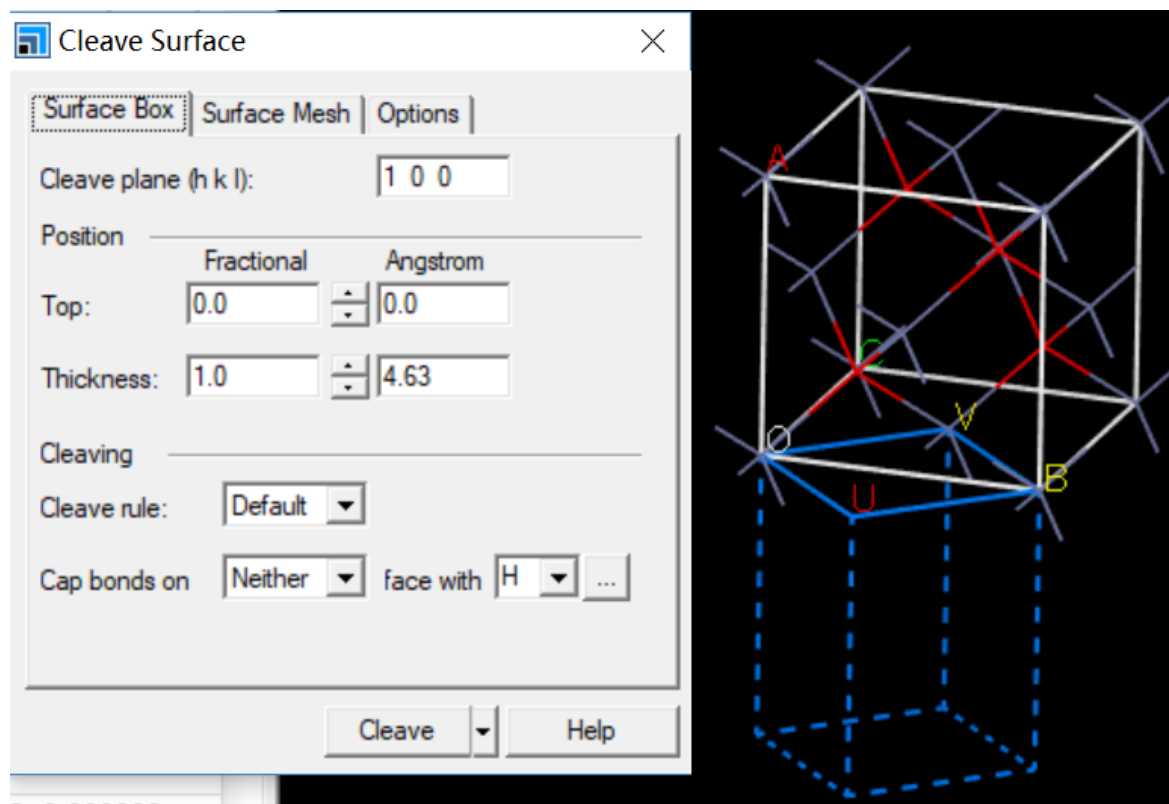 Cleave Surface
Surface Box Surface Mesh Options
Cleave plane (h k l): 1 0 0
Position
Fractional Angstrom
Top: 0.0 0.0
Thickness: 1.0 4.63
Cleaving
Cleave rule: Default
Cap bonds on Neither face with H ...
Cleave Help
A
C
O
V
B
U